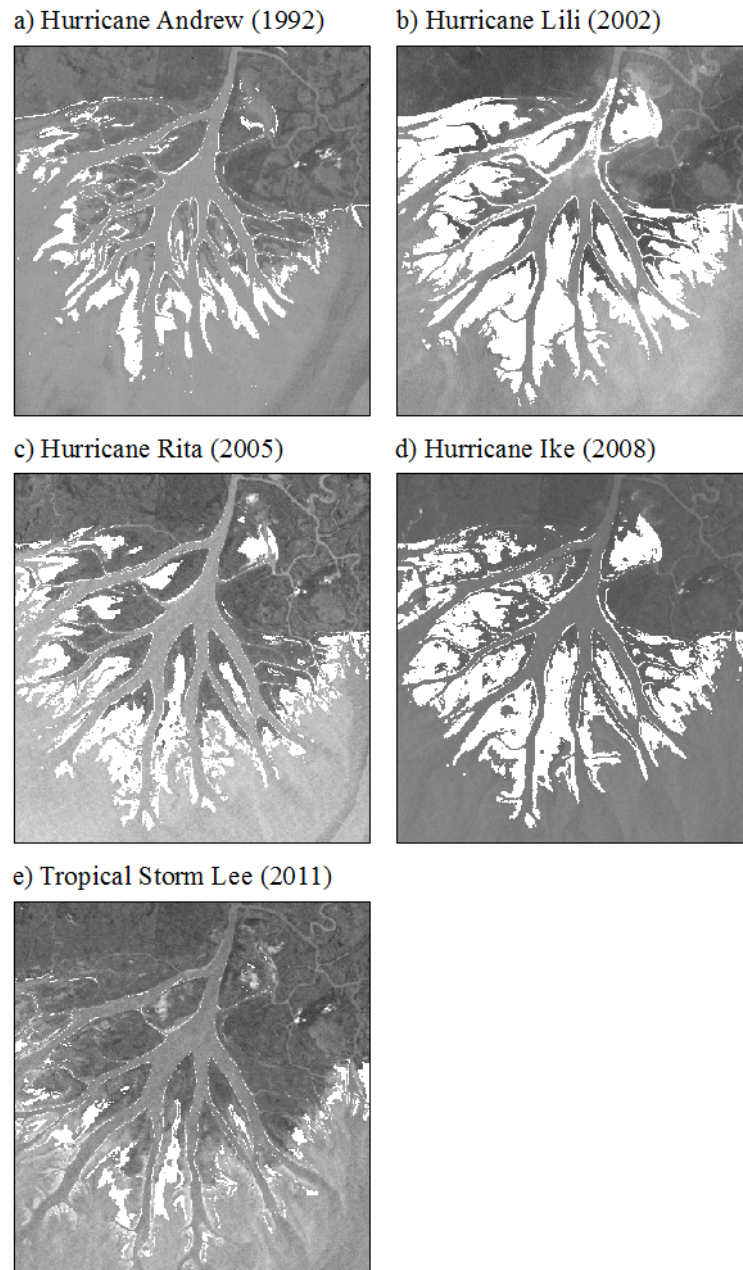 a) Hurricane Andrew (1992)
b) Hurricane Lili (2002)
c) Hurricane Rita (2005)
d) Hurricane Ike (2008)
e) Tropical Storm Lee (2011)